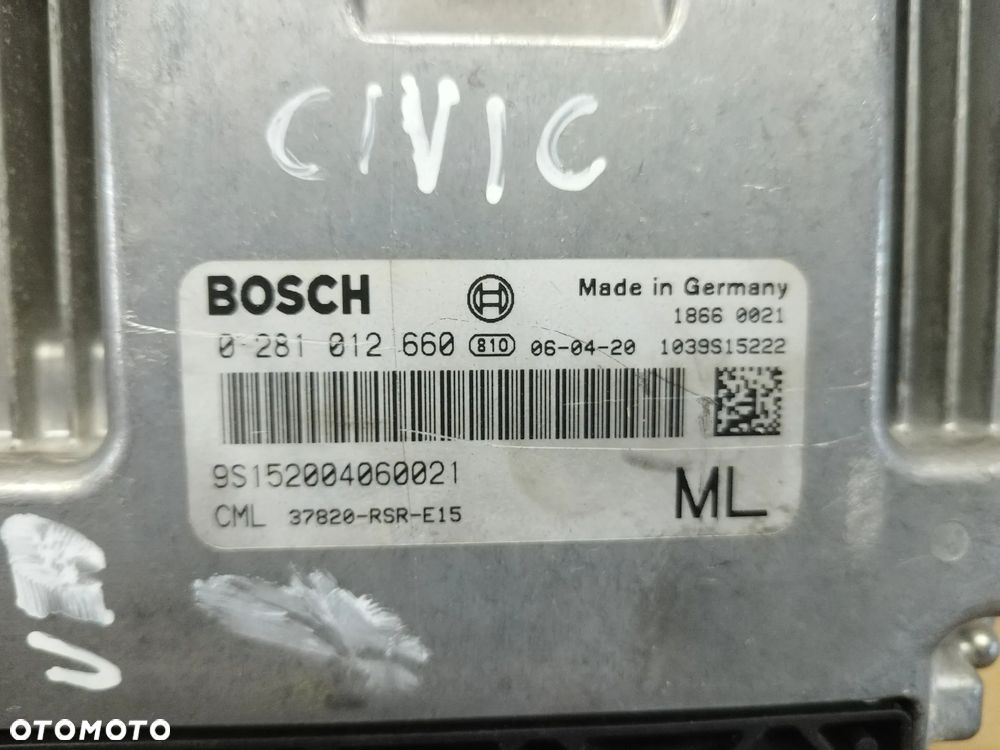 CIVIC
BOSCH
Made in Germany
1866 0021
0 281 012 660 810 06-04-20 1039S15222
9S152004060021
ML
CML 37820-RSR-E15
OTOMOTO